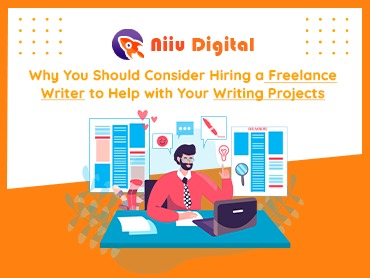 Niiu Digital
Why You Should Consider Hiring a Freelance
Writer to Help with Your Writing Projects